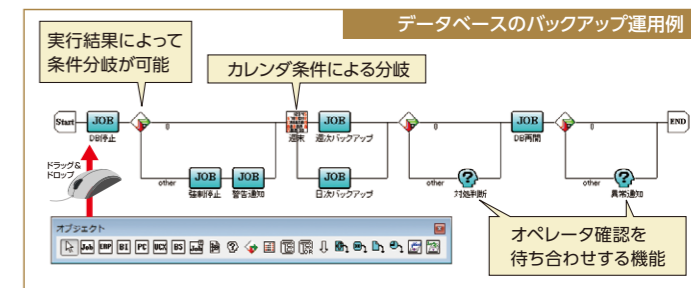 データベースのバックアップ運用例
実行結果によって
条件分岐が可能
カレンダ条件による分岐
Start
JOB
DB停止
0
週末
JOB
週次バックアップ
0
JOB
DB再開
0
END
ドラッグ&
ドロップ
other
JOB
強制停止
JOB
警告通知
JOB
日次バックアップ
other
対処判断
other
異常通知
オブジェクト
Job ERP BI PC UCX BS
オペレータ確認を
待ち合わせする機能